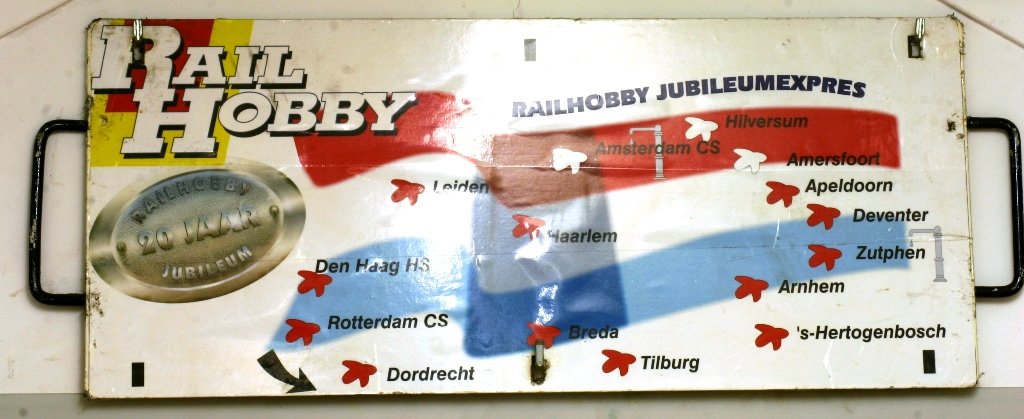 RAIL
HOBBY
RAILHOBBY JUBILEUMEXPRES
RAILHOBBY
20 JAAR
JUBILEUM
Hilversum
Amsterdam CS
Amersfoort
Leiden
Apeldoorn
Deventer
Haarlem
Zutphen
Den Haag HS
Arnhem
Rotterdam CS
Breda
's-Hertogenbosch
Tilburg
Dordrecht